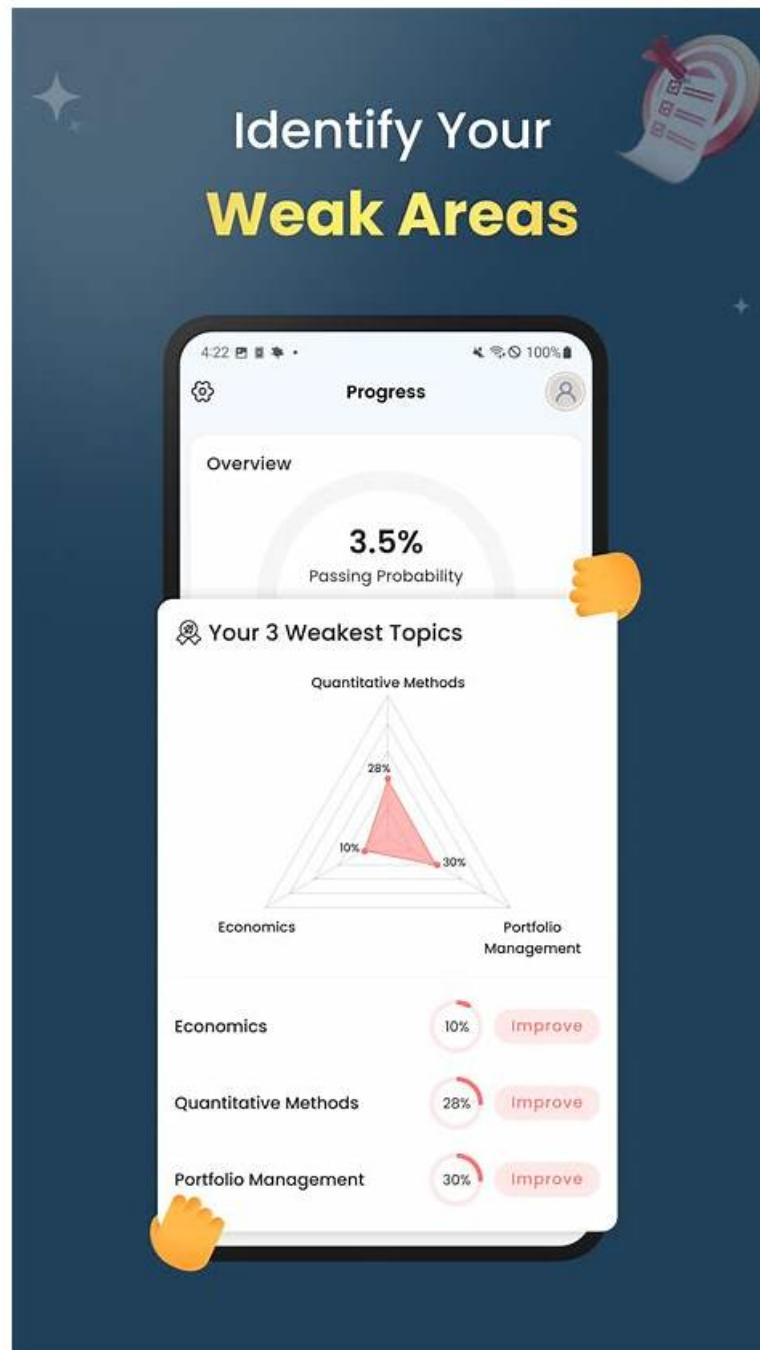 Identify Your
Weak Areas
4:22
100%
Progress
Overview
3.5%
Passing Probability
Your 3 Weakest Topics
Quantitative Methods
28%
10%
30%
Economics
Portfolio
Management
Economics
10%
Improve
Quantitative Methods
28%
Improve
Portfolio Management
30%
Improve